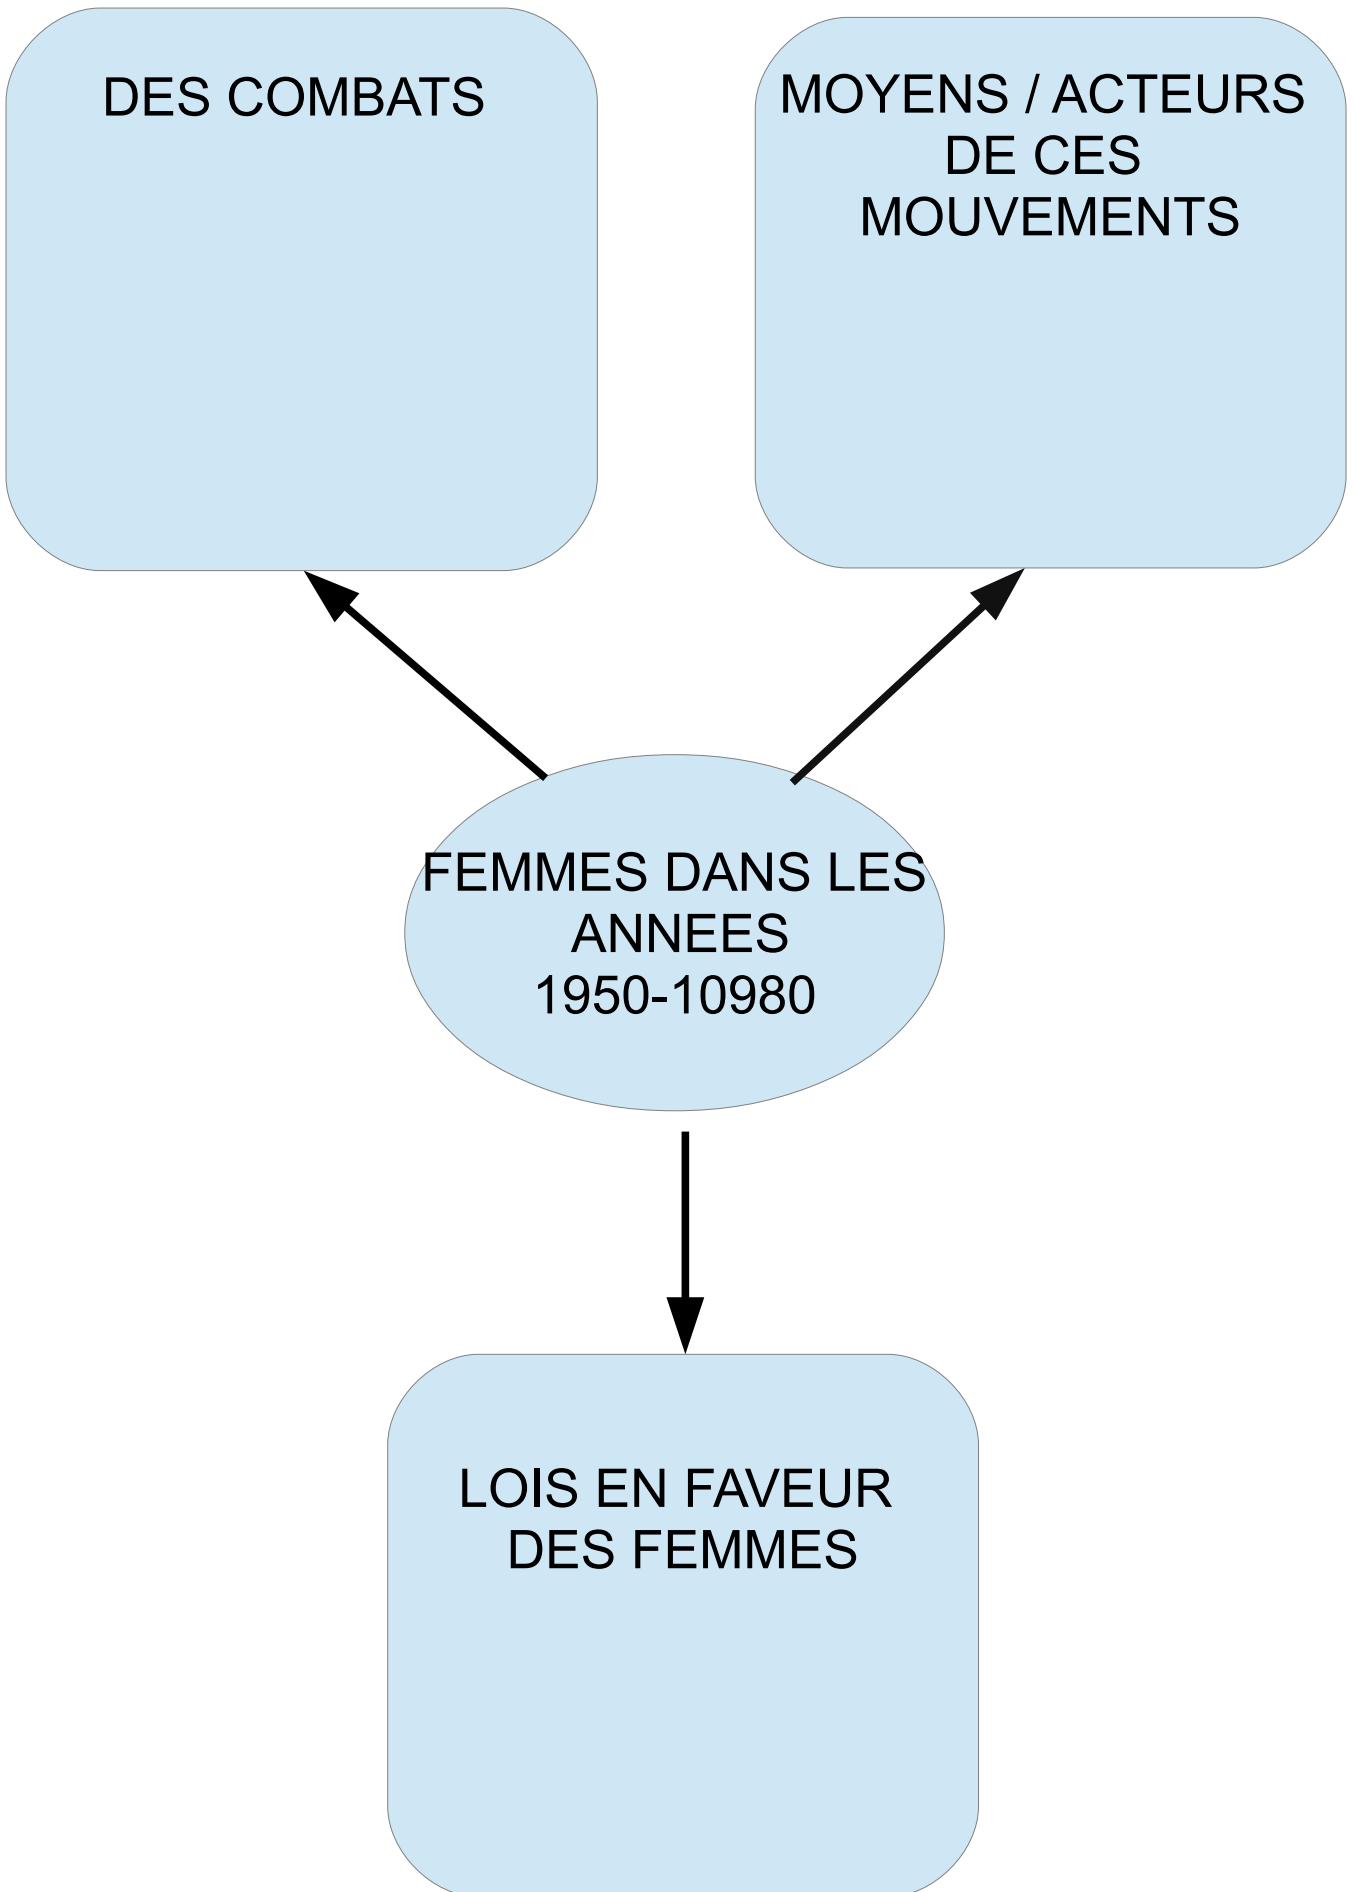 DES COMBATS
MOYENS / ACTEURS
DE CES
MOUVEMENTS
FEMMES DANS LES
ANNEES
1950-10980
LOIS EN FAVEUR
DES FEMMES